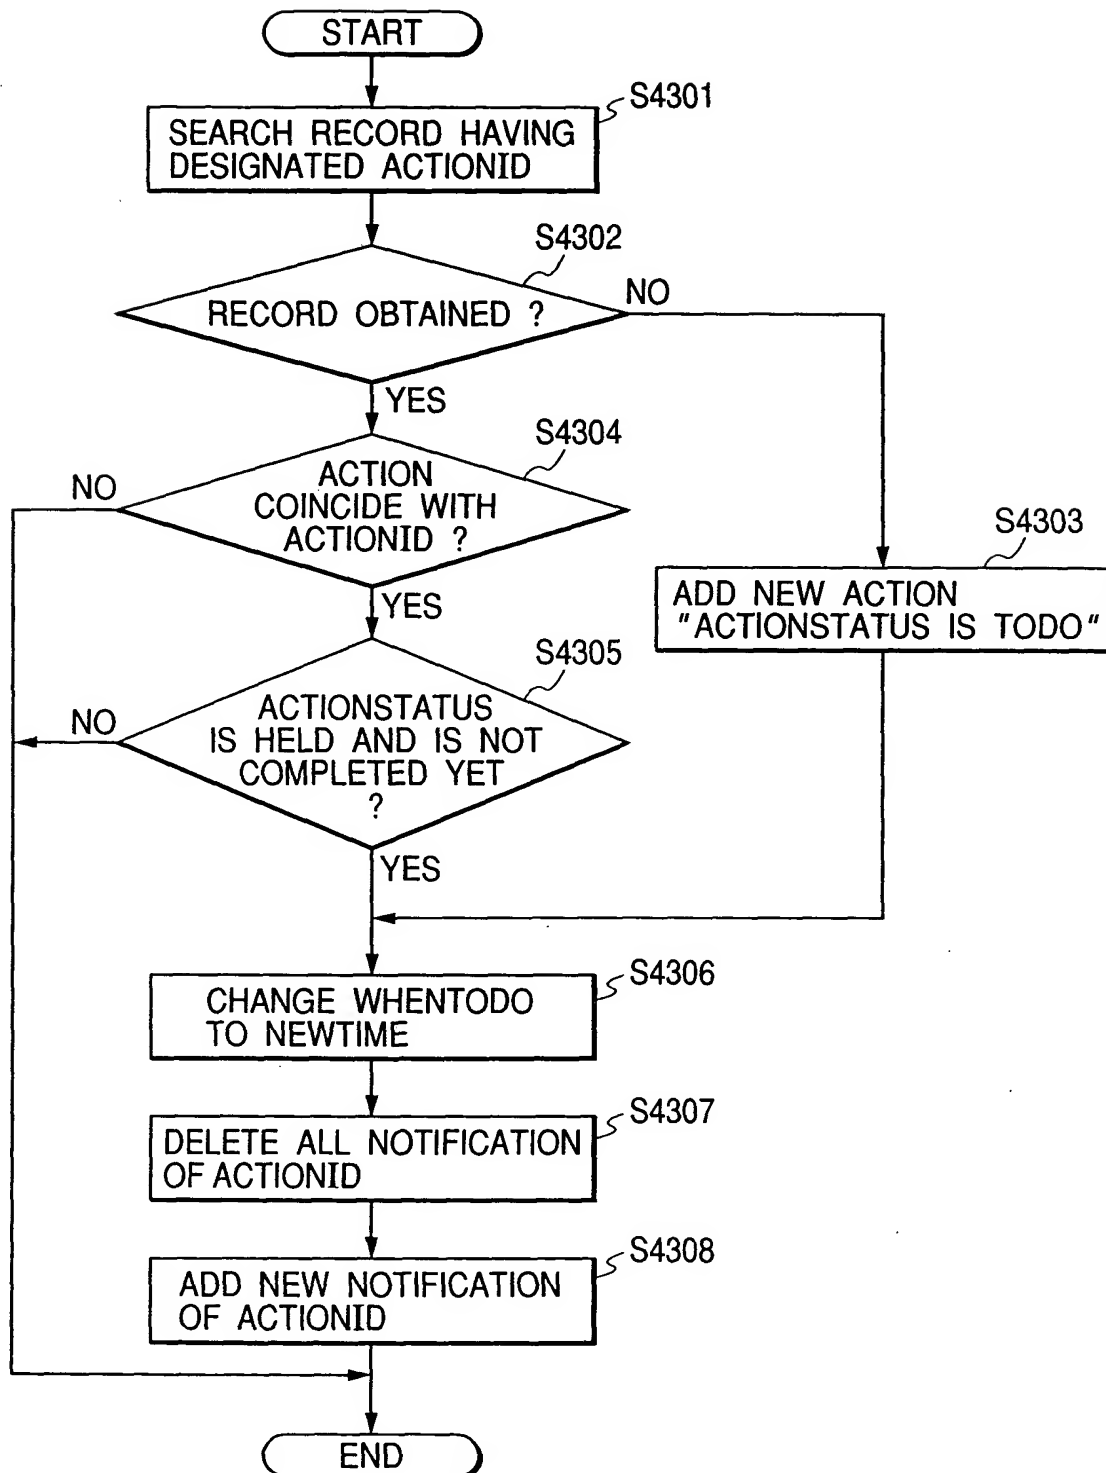 START
S4301
SEARCH RECORD HAVING
DESIGNATED ACTIONID
S4302
RECORD OBTAINED ?
NO
YES
S4304
ACTION
COINCIDE WITH
ACTIONID ?
NO
YES
S4303
ADD NEW ACTION
"ACTIONSTATUS IS TODO"
S4305
ACTIONSTATUS
IS HELD AND IS NOT
COMPLETED YET
?
NO
YES
S4306
CHANGE WHENTODO
TO NEWTIME
S4307
DELETE ALL NOTIFICATION
OF ACTIONID
S4308
ADD NEW NOTIFICATION
OF ACTIONID
END